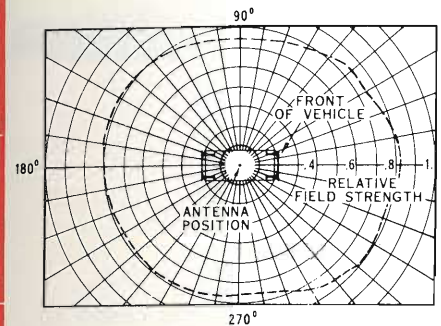 90°
FRONT
OF VEHICLE
180°
.4 .6 .8 1.
RELATIVE
FIELD STRENGTH
ANTENNA
POSITION
270°